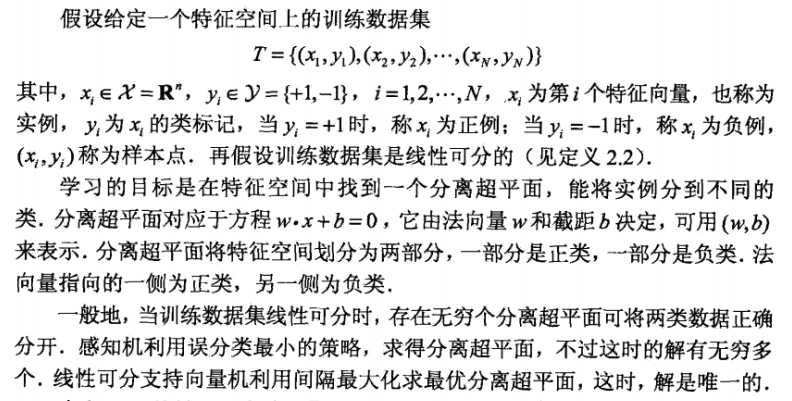 假设给定一个特征空间上的训练数据集
T = {(x₁, y₁), (x₂, y₂), ⋯, (x_N, y_N)}
其中, x_i ∈ 𝒳 = Rⁿ, y_i ∈ 𝒴 = {+1, −1}, i = 1, 2, ⋯, N, x_i 为第 i 个特征向量, 也称为
实例, y_i 为 x_i 的类标记, 当 y_i = +1 时, 称 x_i 为正例; 当 y_i = −1 时, 称 x_i 为负例,
(x_i, y_i) 称为样本点. 再假设训练数据集是线性可分的 (见定义 2.2).
学习的目标是在特征空间中找到一个分离超平面, 能将实例分到不同的
类. 分离超平面对应于方程 w·x + b = 0, 它由法向量 w 和截距 b 决定, 可用 (w, b)
来表示. 分离超平面将特征空间划分为两部分, 一部分是正类, 一部分是负类. 法
向量指向的一侧为正类, 另一侧为负类.
一般地, 当训练数据集线性可分时, 存在无穷个分离超平面可将两类数据正确
分开. 感知机利用误分类最小的策略, 求得分离超平面, 不过这时的解有无穷多
个. 线性可分支持向量机利用间隔最大化求最优分离超平面, 这时, 解是唯一的.